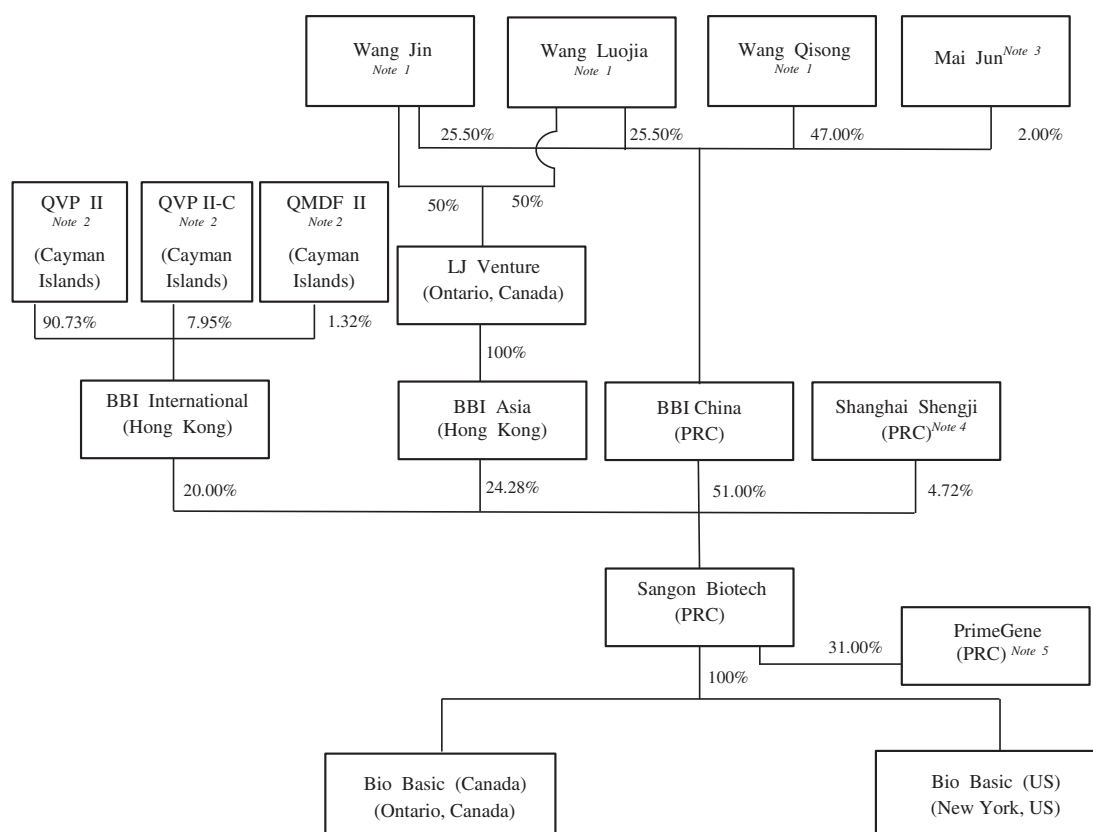 Wang Jin
Note 1
Wang Luojia
Note 1
Wang Qisong
Note 1
Mai Jun Note 3
25.50%
25.50%
47.00%
2.00%
QVP II
Note 2
(Cayman
Islands)
QVP II-C
Note 2
(Cayman
Islands)
QMDF II
Note 2
(Cayman
Islands)
50%
50%
LJ Venture
(Ontario, Canada)
90.73%
7.95%
1.32%
100%
BBI International
(Hong Kong)
BBI Asia
(Hong Kong)
BBI China
(PRC)
Shanghai Shengji
(PRC) Note 4
20.00%
24.28%
51.00%
4.72%
Sangon Biotech
(PRC)
31.00%
PrimeGene
(PRC) Note 5
100%
Bio Basic (Canada)
(Ontario, Canada)
Bio Basic (US)
(New York, US)